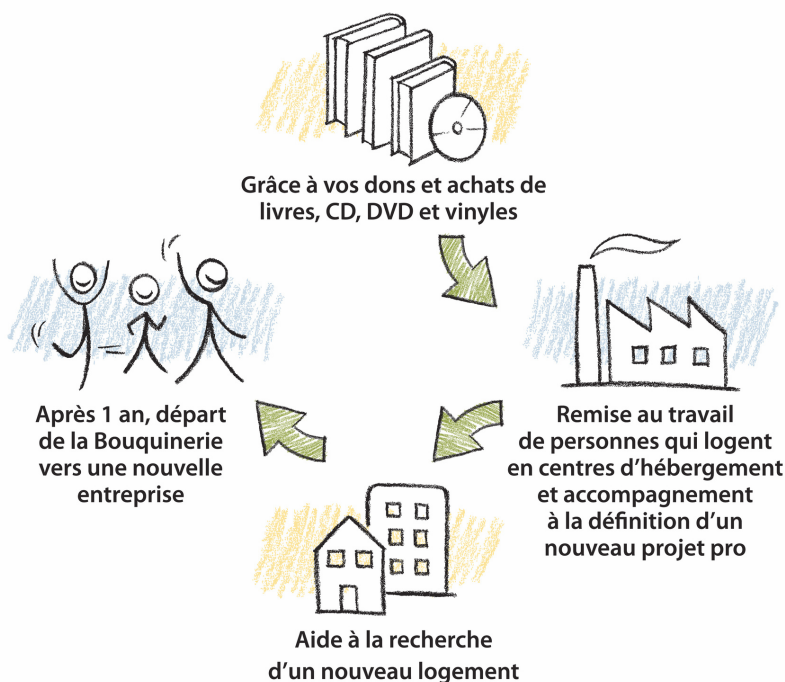 Grâce à vos dons et achats de
livres, CD, DVD et vinyles
Remise au travail
de personnes qui logent
en centres d’hébergement
et accompagnement
à la définition d’un
nouveau projet pro
Aide à la recherche
d’un nouveau logement
Après 1 an, départ
de la Bouquinerie
vers une nouvelle
entreprise